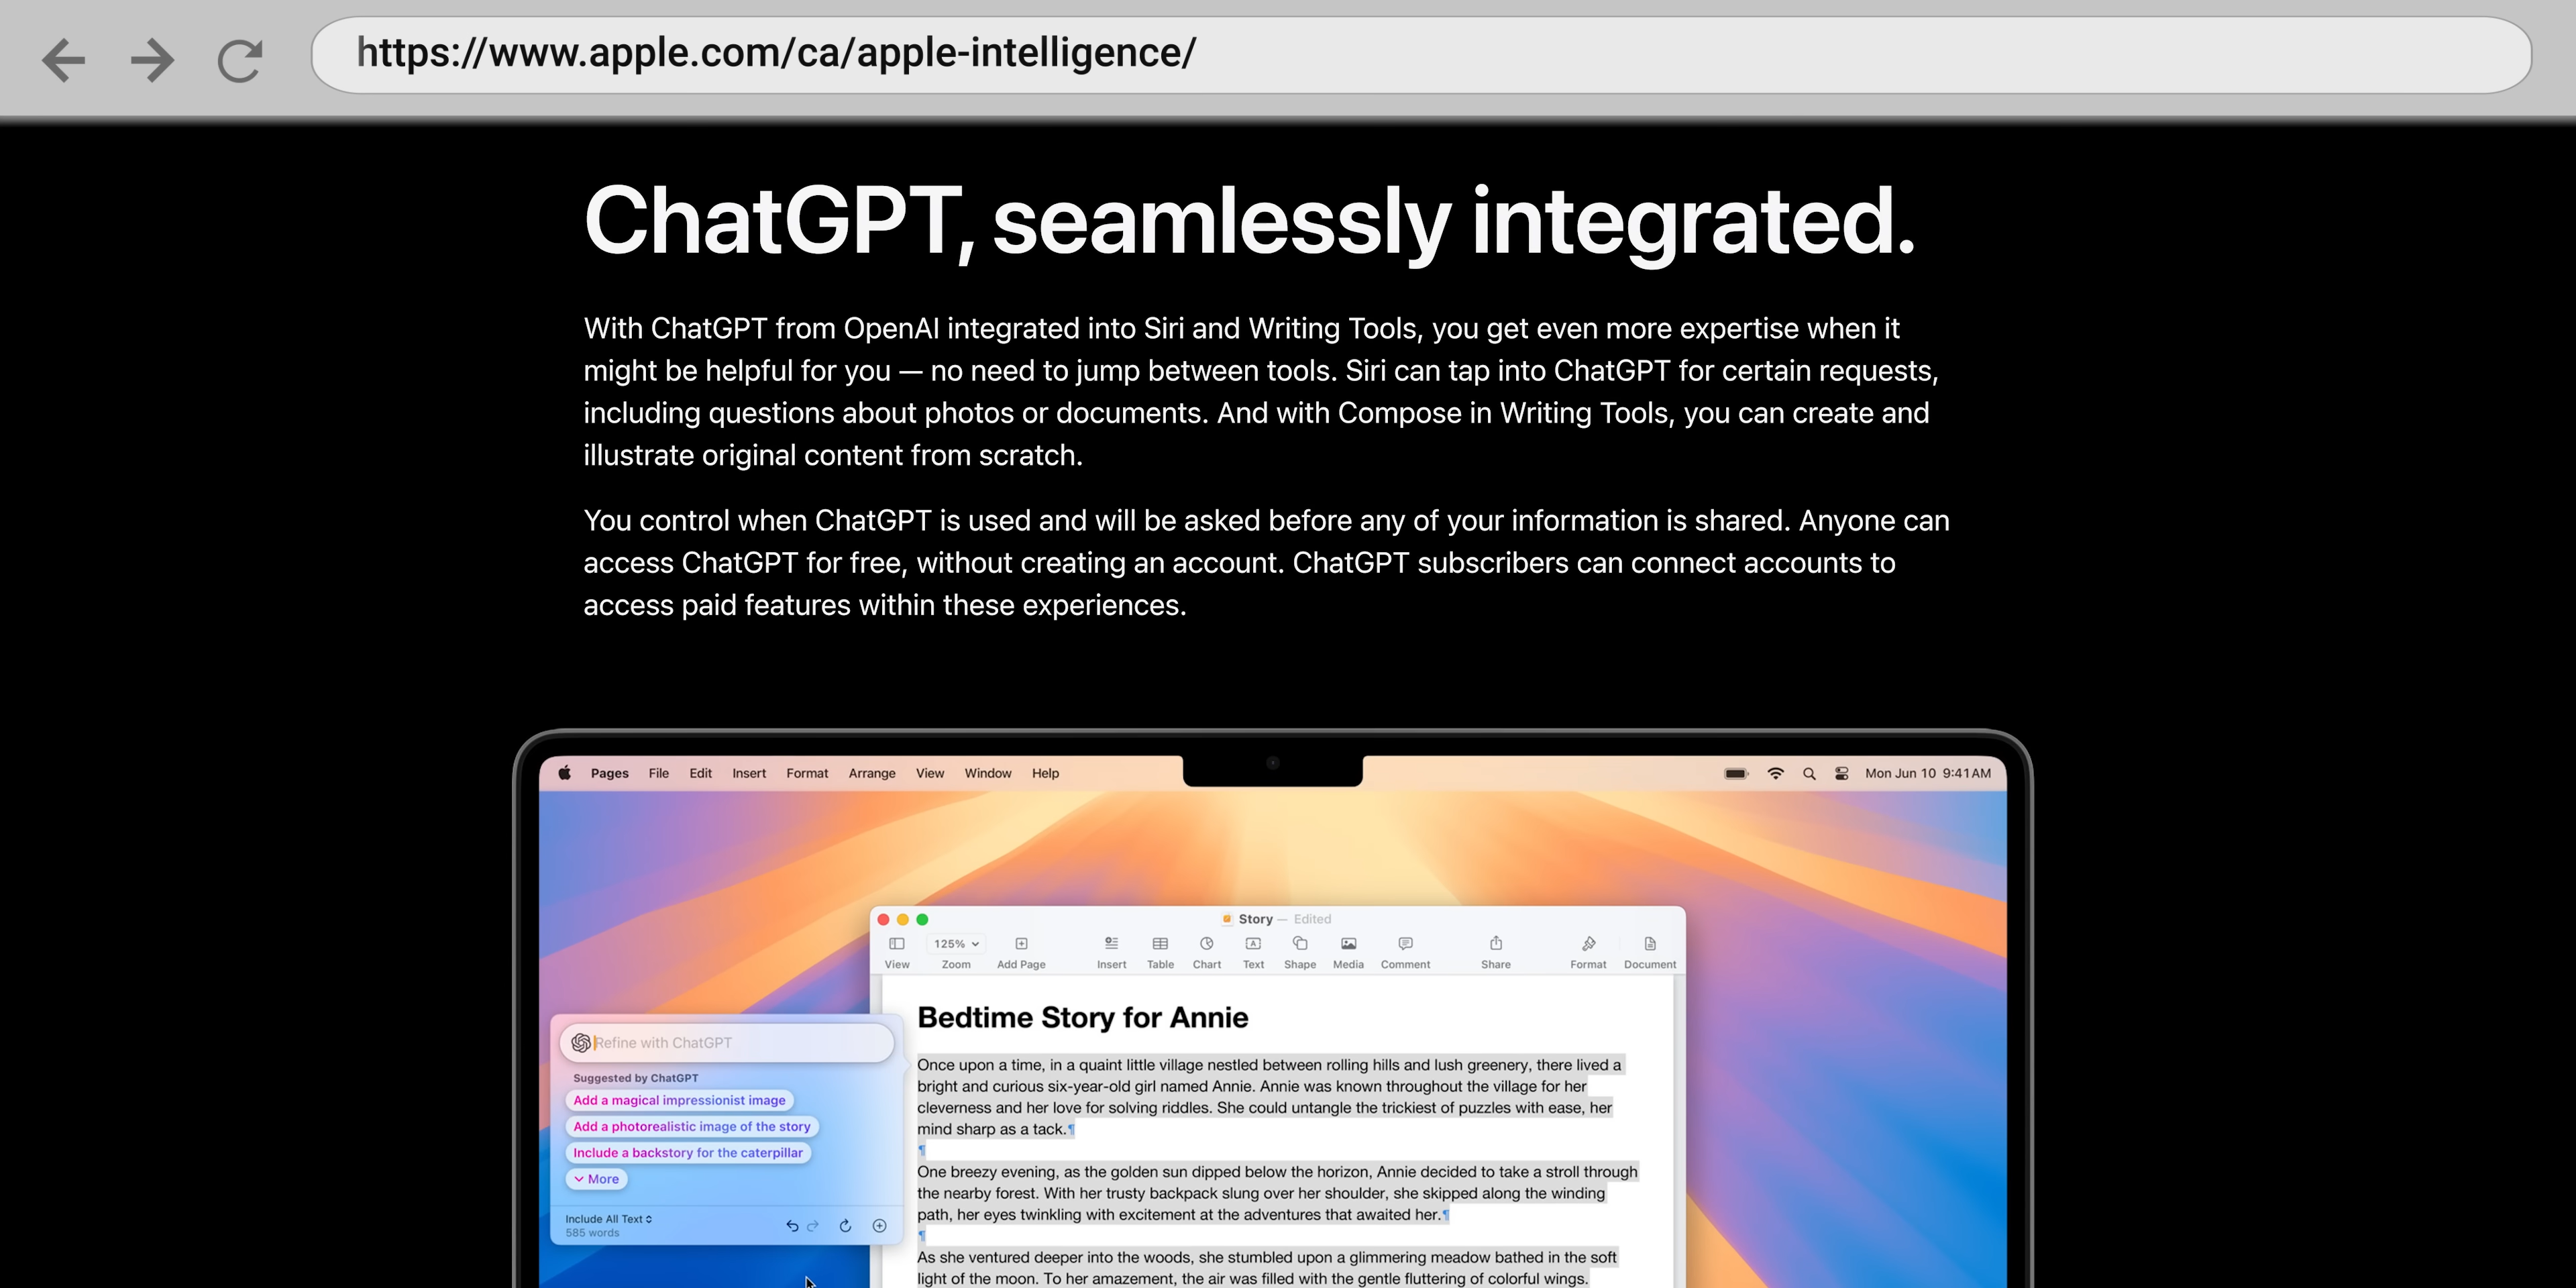 https://www.apple.com/ca/apple-intelligence/
ChatGPT, seamlessly integrated.
With ChatGPT from OpenAI integrated into Siri and Writing Tools, you get even more expertise when it
might be helpful for you — no need to jump between tools. Siri can tap into ChatGPT for certain requests,
including questions about photos or documents. And with Compose in Writing Tools, you can create and
illustrate original content from scratch.
You control when ChatGPT is used and will be asked before any of your information is shared. Anyone can
access ChatGPT for free, without creating an account. ChatGPT subscribers can connect accounts to
access paid features within these experiences.
Pages File Edit Insert Format Arrange View Window Help
Mon Jun 10 9:41 AM
Story — Edited
125%
View Zoom Add Page Insert Table Chart Text Shape Media Comment Share Format Document
Refine with ChatGPT
Suggested by ChatGPT
Add a magical impressionist image
Add a photorealistic image of the story
Include a backstory for the caterpillar
More
Include All Text
585 words
Bedtime Story for Annie
Once upon a time, in a quaint little village nestled between rolling hills and lush greenery, there lived a
bright and curious six-year-old girl named Annie. Annie was known throughout the village for her
cleverness and her love for solving riddles. She could untangle the trickiest of puzzles with ease, her
mind sharp as a tack.¶
¶
One breezy evening, as the golden sun dipped below the horizon, Annie decided to take a stroll through
the nearby forest. With her trusty backpack slung over her shoulder, she skipped along the winding
path, her eyes twinkling with excitement at the adventures that awaited her.¶
¶
As she ventured deeper into the woods, she stumbled upon a glimmering meadow bathed in the soft
light of the moon. To her amazement, the air was filled with the gentle fluttering of colorful wings.